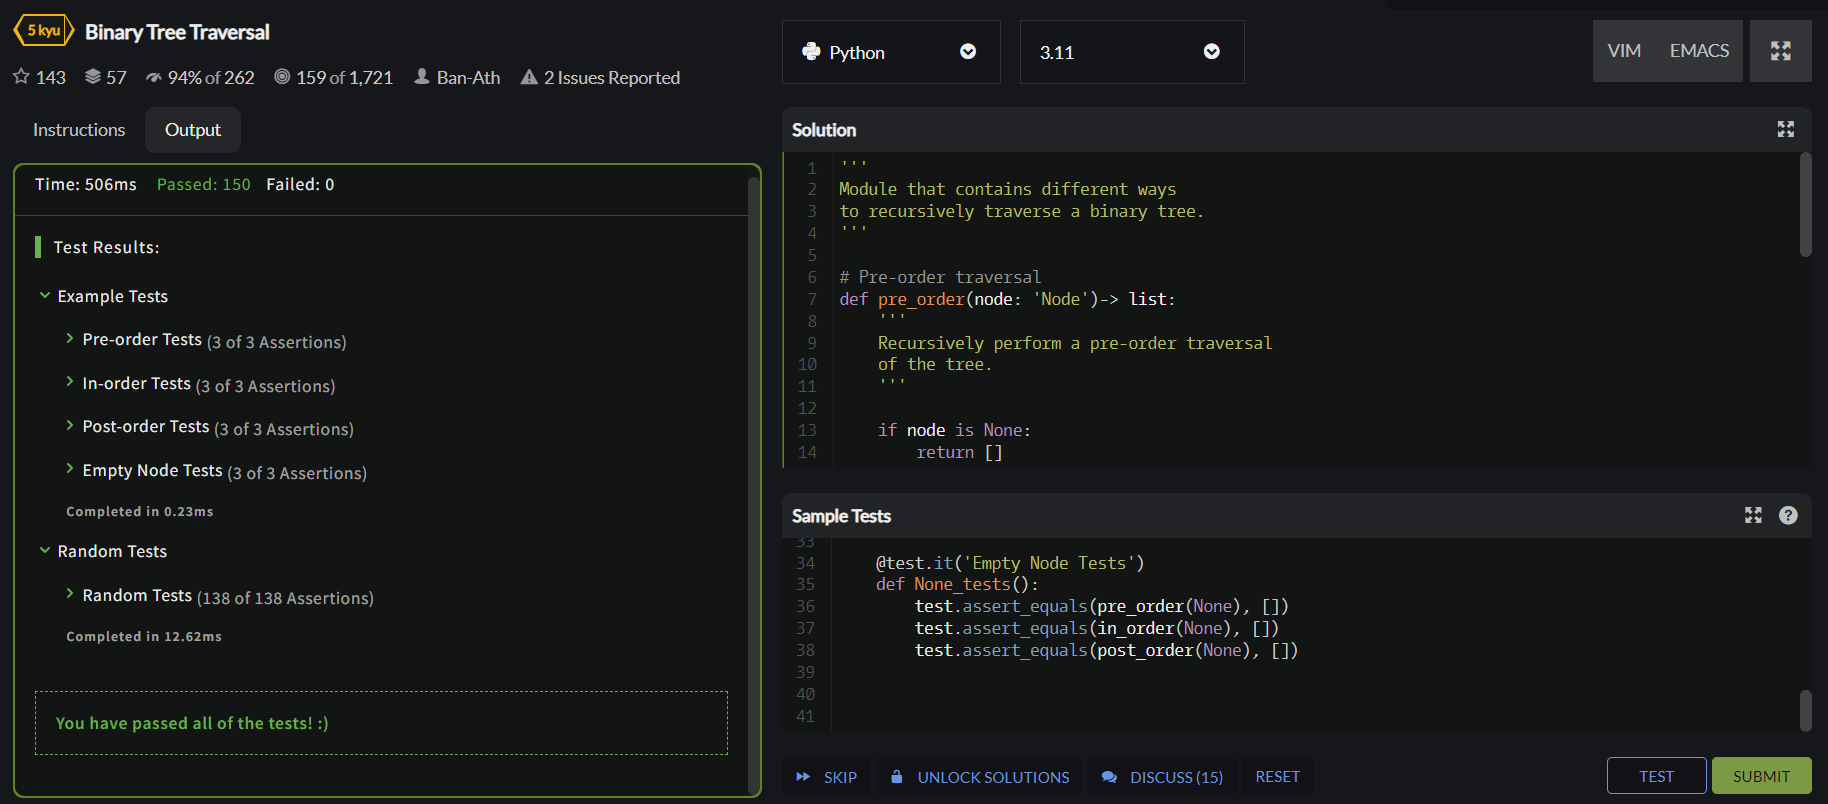 5 kyu Binary Tree Traversal
143 57 94% of 262 159 of 1,721 Ban-Ath 2 Issues Reported
Instructions Output
Time: 506ms Passed: 150 Failed: 0
Test Results:
Example Tests
Pre-order Tests (3 of 3 Assertions)
In-order Tests (3 of 3 Assertions)
Post-order Tests (3 of 3 Assertions)
Empty Node Tests (3 of 3 Assertions)
Completed in 0.23ms
Random Tests
Random Tests (138 of 138 Assertions)
Completed in 12.62ms
You have passed all of the tests! :)
Python 3.11 VIM EMACS
Solution
1 '''
2 Module that contains different ways
3 to recursively traverse a binary tree.
4 '''
5
6 # Pre-order traversal
7 def pre_order(node: 'Node')-> list:
8 '''
9 Recursively perform a pre-order traversal
10 of the tree.
11 '''
12
13 if node is None:
14 return []
Sample Tests
33
34 @test.it('Empty Node Tests')
35 def None_tests():
36 test.assert_equals(pre_order(None), [])
37 test.assert_equals(in_order(None), [])
38 test.assert_equals(post_order(None), [])
39
40
41
SKIP UNLOCK SOLUTIONS DISCUSS (15) RESET TEST SUBMIT